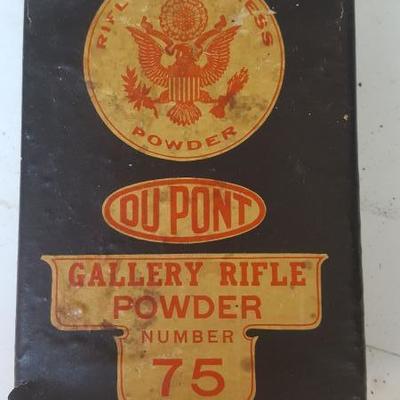 POWDER
DU PONT
GALLERY RIFLE
POWDER
NUMBER
75